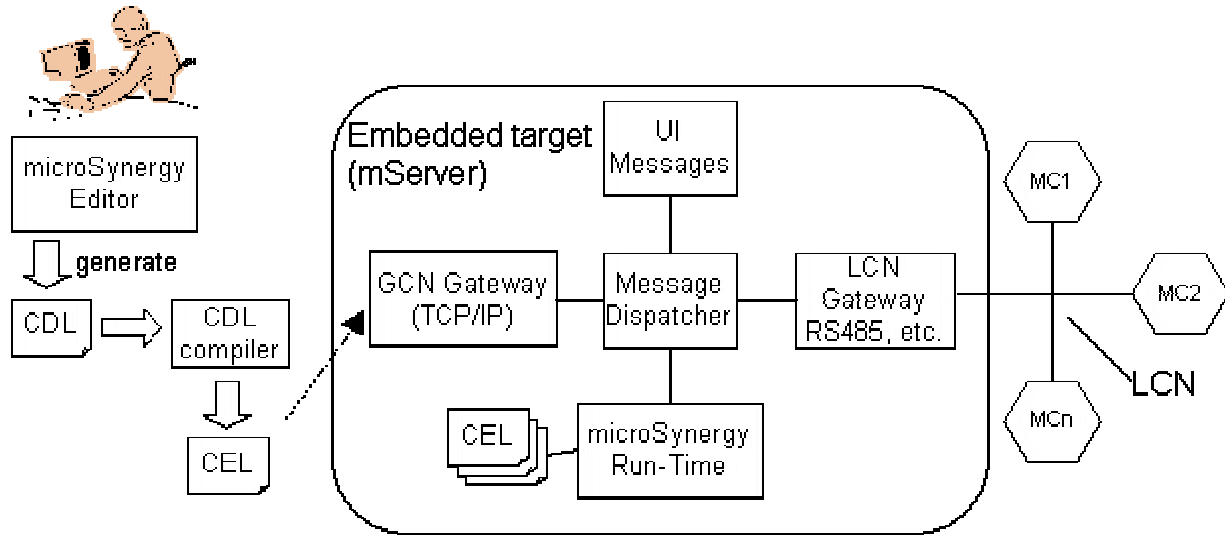 microSynergy
Editor
generate
CDL
CDL
compiler
CEL
Embedded target
(mServer)
UI
Messages
GCN Gateway
(TCP/IP)
Message
Dispatcher
LCN
Gateway
RS485, etc.
CEL
microSynergy
Run-Time
MC1
MC2
LCN
MCn